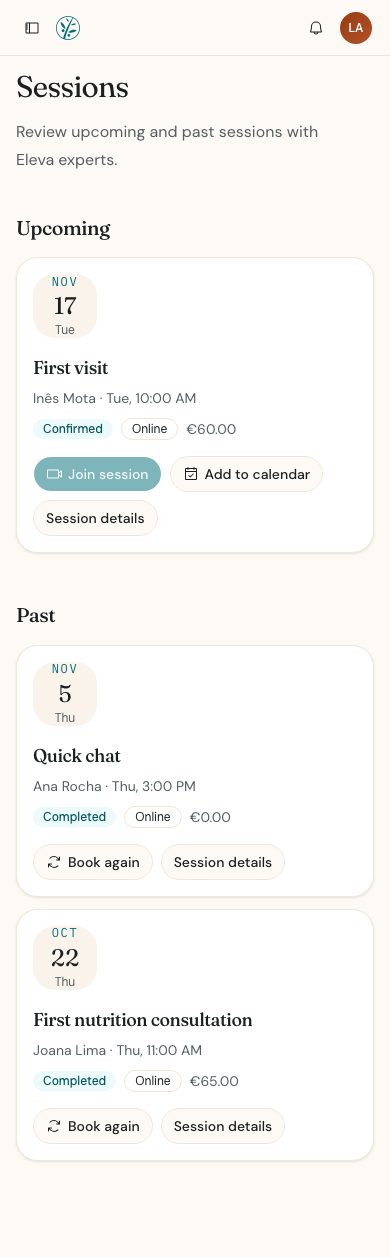 LA
Sessions
Review upcoming and past sessions with
Eleva experts.
Upcoming
NOV
17
Tue
First visit
Inês Mota · Tue, 10:00 AM
Confirmed
Online
€60.00
Join session
Add to calendar
Session details
Past
NOV
5
Thu
Quick chat
Ana Rocha · Thu, 3:00 PM
Completed
Online
€0.00
Book again
Session details
OCT
22
Thu
First nutrition consultation
Joana Lima · Thu, 11:00 AM
Completed
Online
€65.00
Book again
Session details